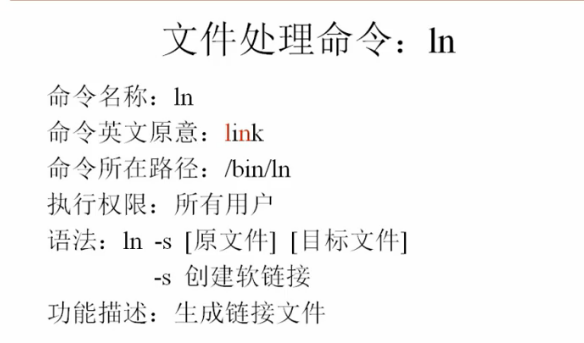 文件处理命令：ln
命令名称：ln
命令英文原意：link
命令所在路径：/bin/ln
执行权限：所有用户
语法：ln -s [原文件] [目标文件]
-s 创建软链接
功能描述：生成链接文件